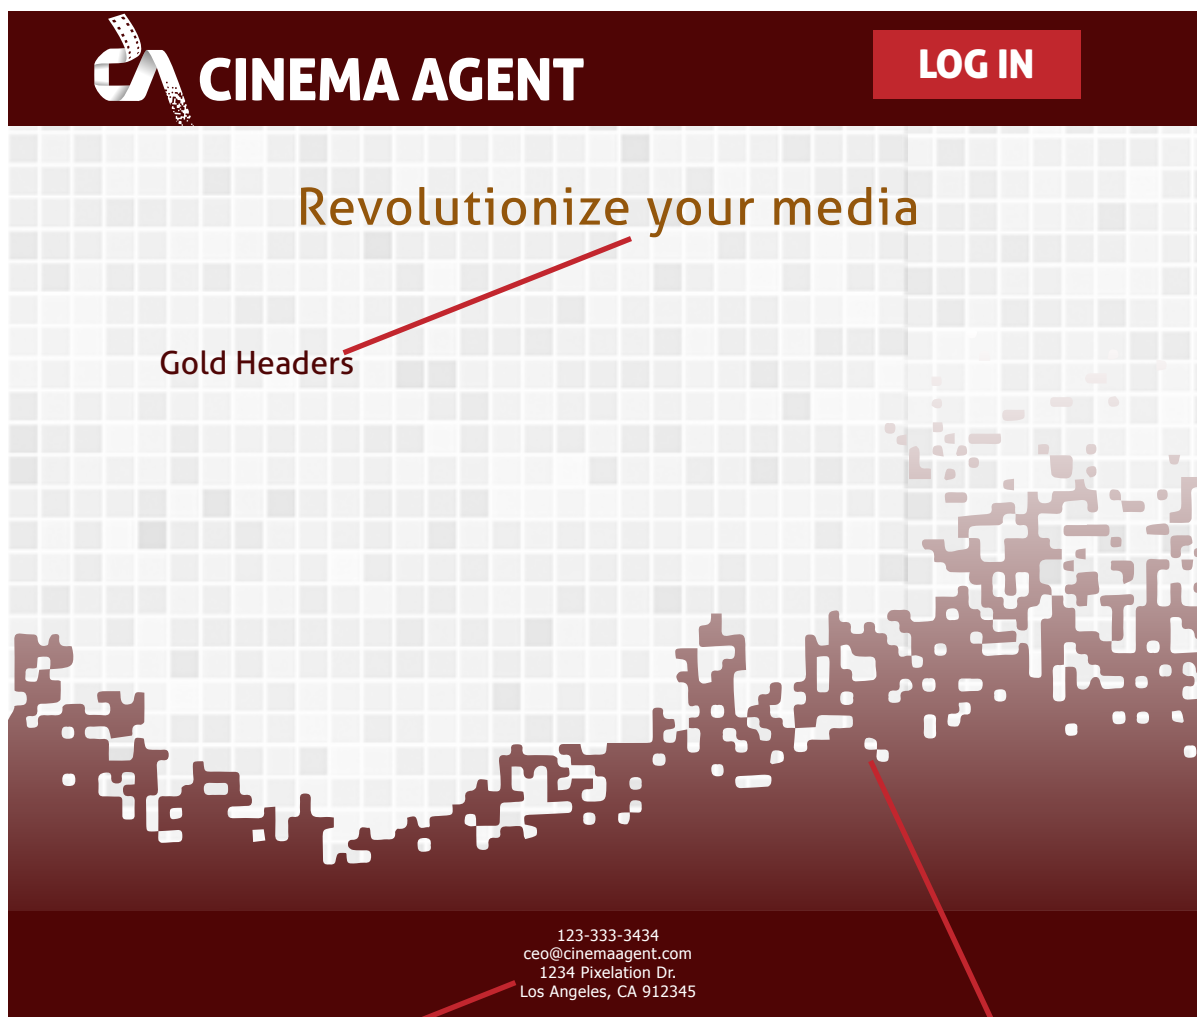 CINEMA AGENT
LOG IN
Revolutionize your media
Gold Headers
123-333-3434
ceo@cinemaagent.com
1234 Pixelation Dr.
Los Angeles, CA 912345